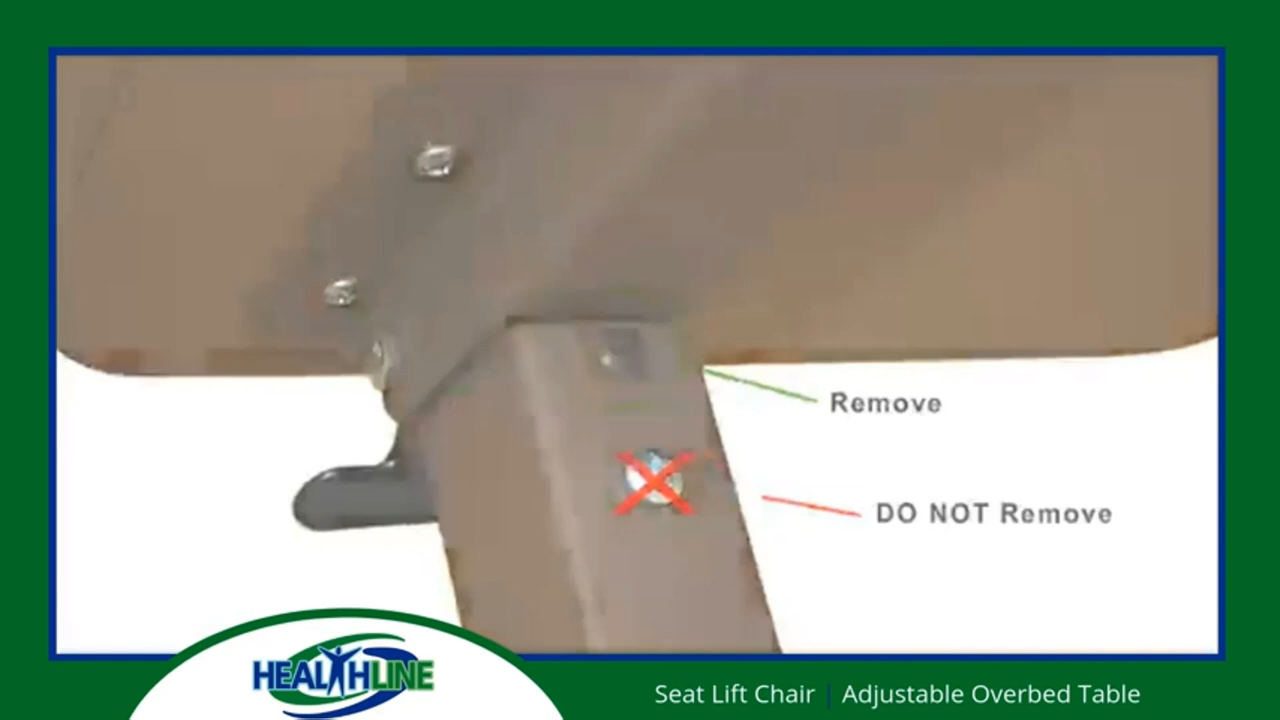 Remove
DO NOT Remove
HEALTHLINE
Seat Lift Chair | Adjustable Overbed Table